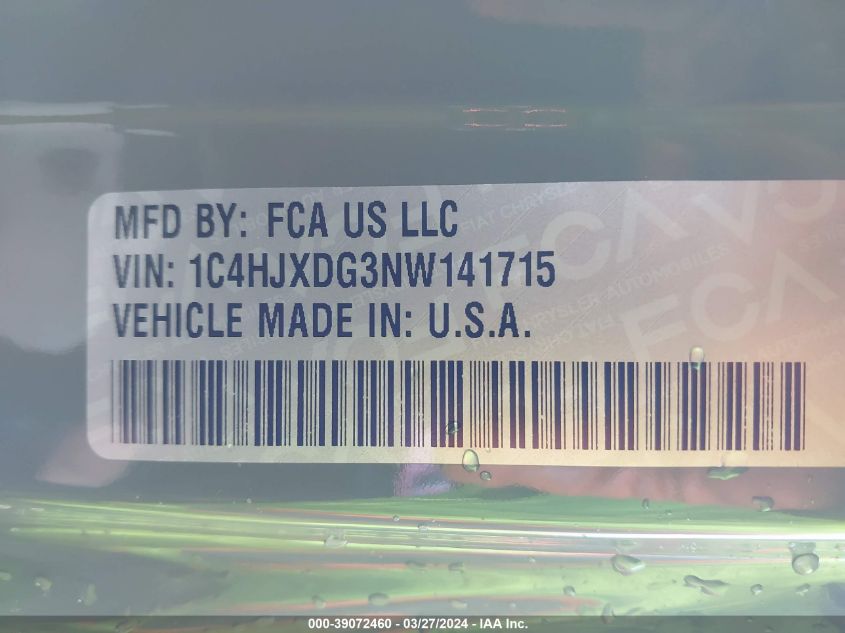 MFD BY: FCA US LLC
VIN: 1C4HJXDG3NW141715
VEHICLE MADE IN: U.S.A.
000-39072460 - 03/27/2024 - IAA Inc.